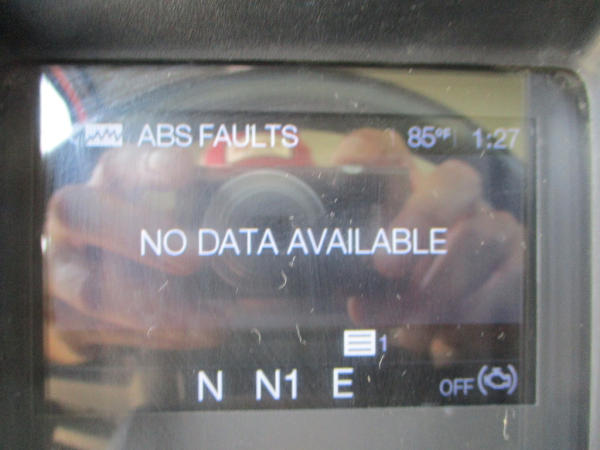 ABS FAULTS 85°F 1:27
NO DATA AVAILABLE
1
N N1 E OFF